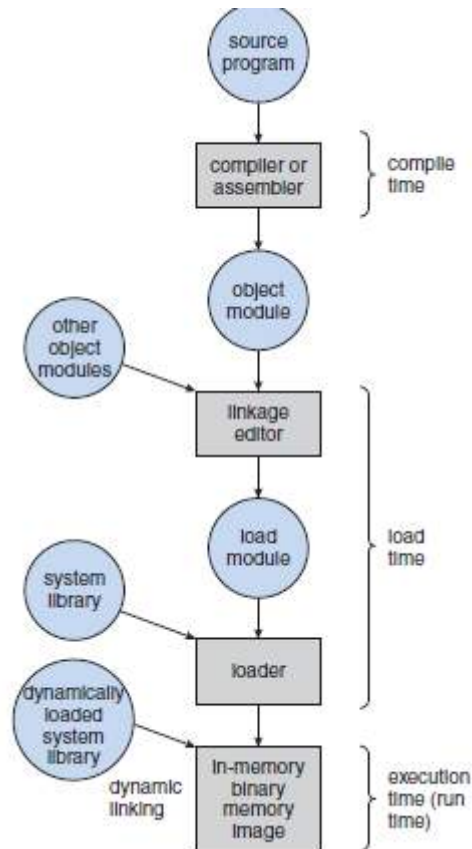 source
program
compiler or
assembler
compile
time
object
module
other
object
modules
linkage
editor
load
module
load
time
system
library
loader
dynamically
loaded
system
library
dynamic
linking
in-memory
binary
memory
image
execution
time (run
time)